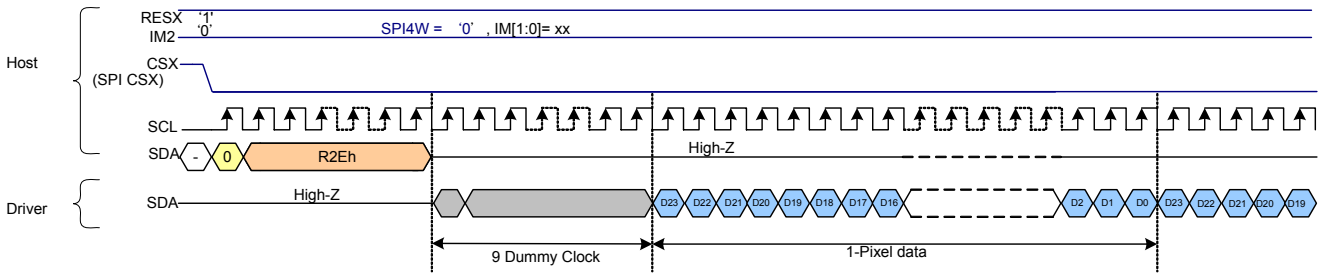 RESX '1'
IM2 '0'
SPI4W = '0' , IM[1:0]= xx
Host
CSX
(SPI CSX)
SCL
SDA - 0 R2Eh High-Z
Driver
SDA High-Z D23 D22 D21 D20 D19 D18 D17 D16 D2 D1 D0 D23 D22 D21 D20 D19
9 Dummy Clock 1-Pixel data